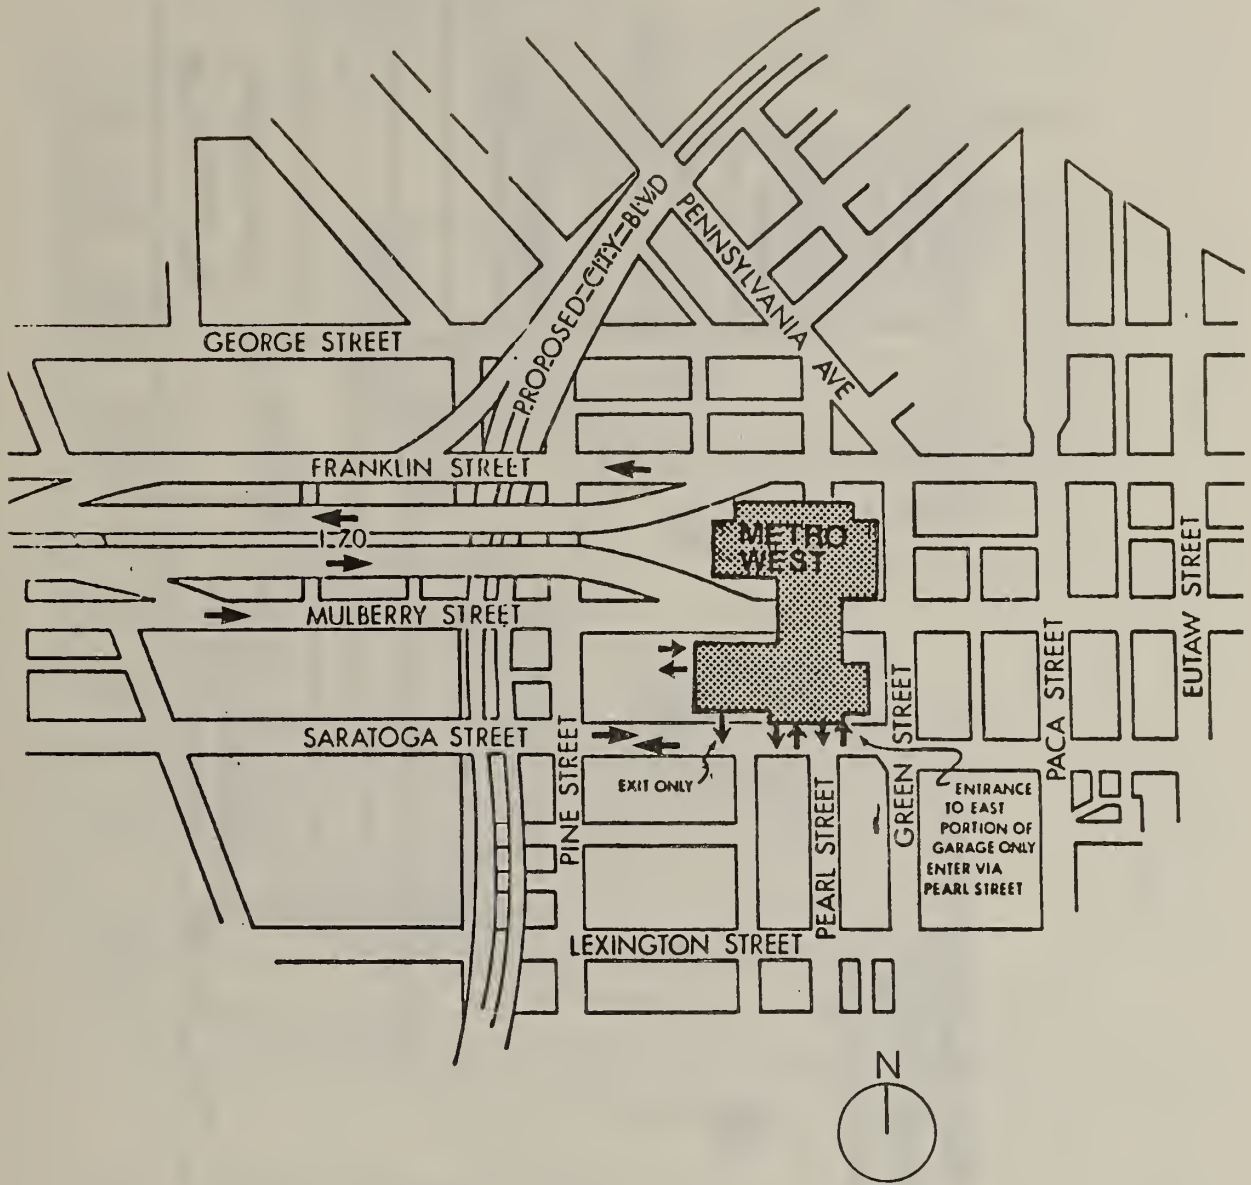 PROPOSED CITY BLVD
PENNSYLVANIA AVE
GEORGE STREET
FRANKLIN STREET
I-70
METRO
WEST
MULBERRY STREET
EUTAW STREET
PACA STREET
SARATOGA STREET
PINE STREET
GREEN STREET
EXIT ONLY
PEARL STREET
ENTRANCE
TO EAST
PORTION OF
GARAGE ONLY
ENTER VIA
PEARL STREET
LEXINGTON STREET
N